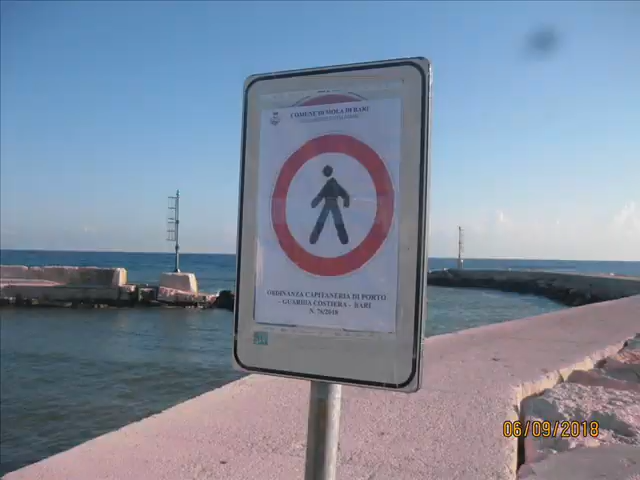 COMUNE DI MOLA DI BARI
ORDINANZA CAPITANERIA DI PORTO
- GUARDIA COSTIERA - BARI
N. 76/2018
06/09/2018